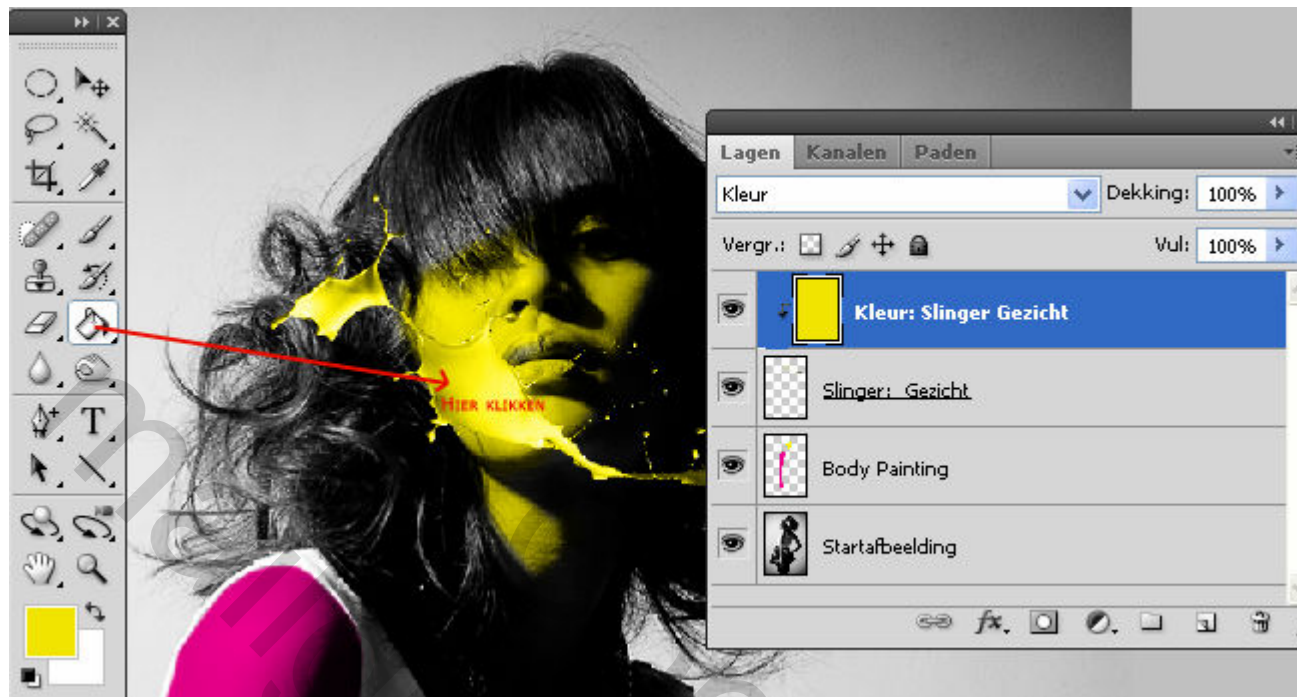 Lagen Kanalen Paden
Kleur Dekking: 100%
Vergr.: Vul: 100%
Kleur: Slinger Gezicht
Slinger: Gezicht
HIER KLIKKEN
Body Painting
Startafbeelding
T
fx.